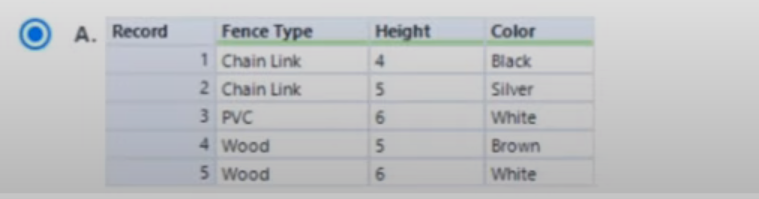 A.
Record Fence Type Height Color
1 Chain Link 4 Black
2 Chain Link 5 Silver
3 PVC 6 White
4 Wood 5 Brown
5 Wood 6 White